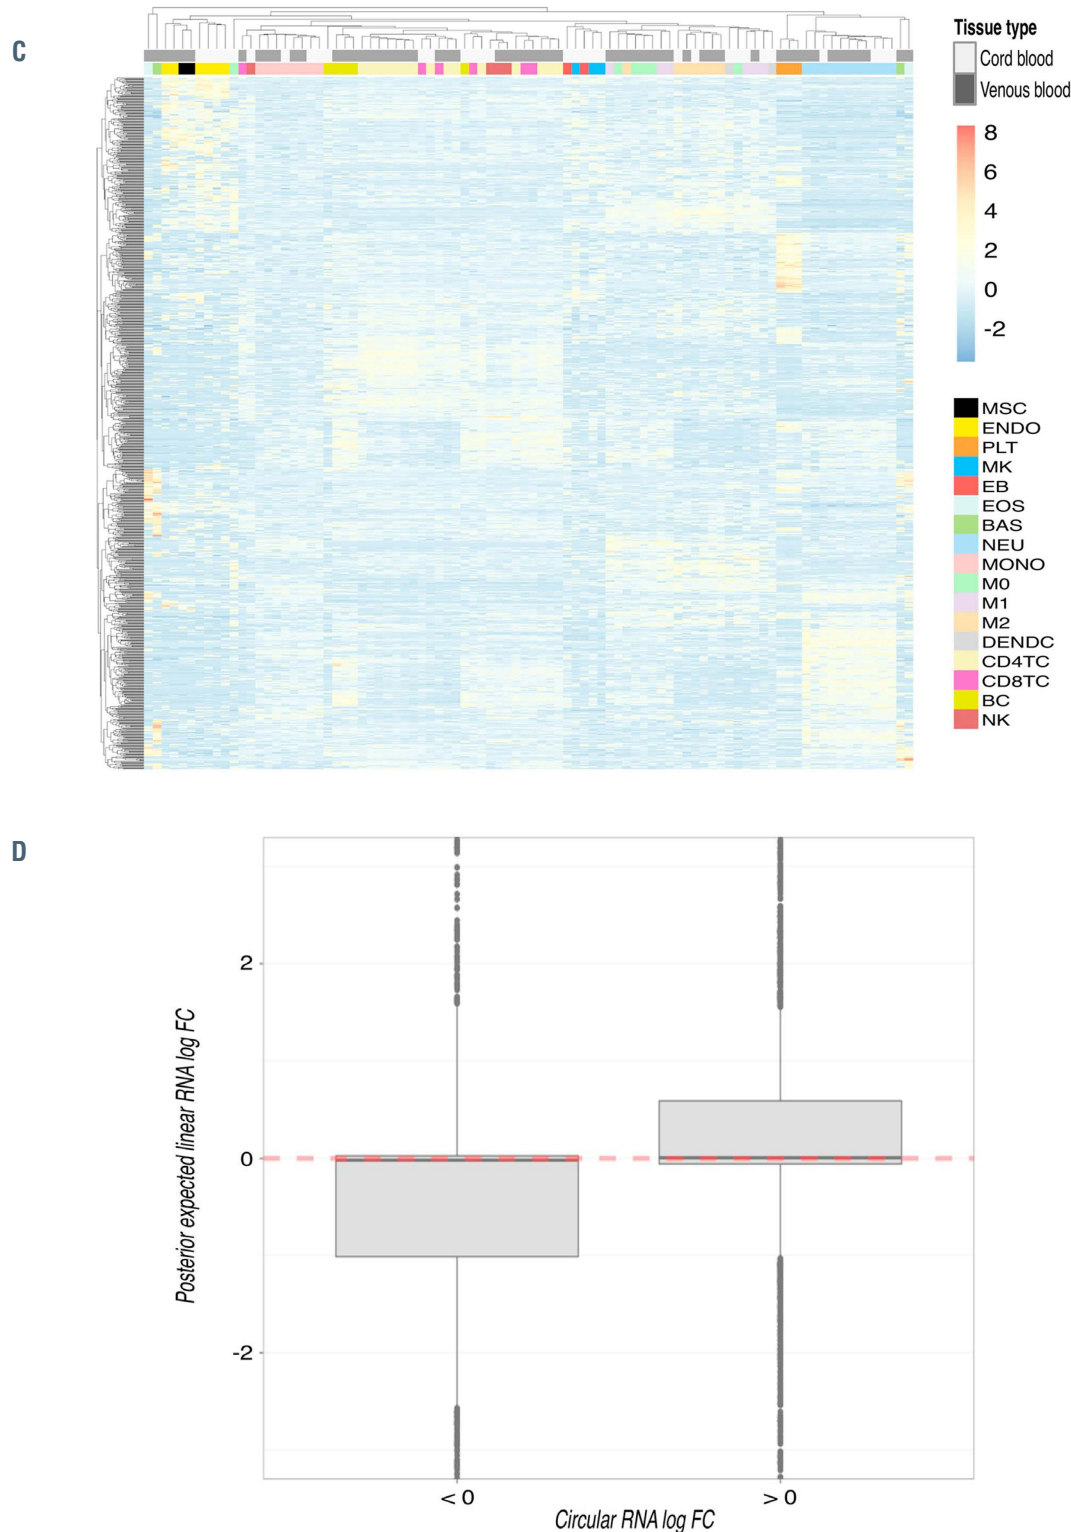 C
Tissue type
Cord blood
Venous blood
8
6
4
2
0
-2
MSC
ENDO
PLT
MK
EB
EOS
BAS
NEU
MONO
M0
M1
M2
DENDC
CD4TC
CD8TC
BC
NK
D
Posterior expected linear RNA log FC
2
0
-2
< 0
> 0
Circular RNA log FC